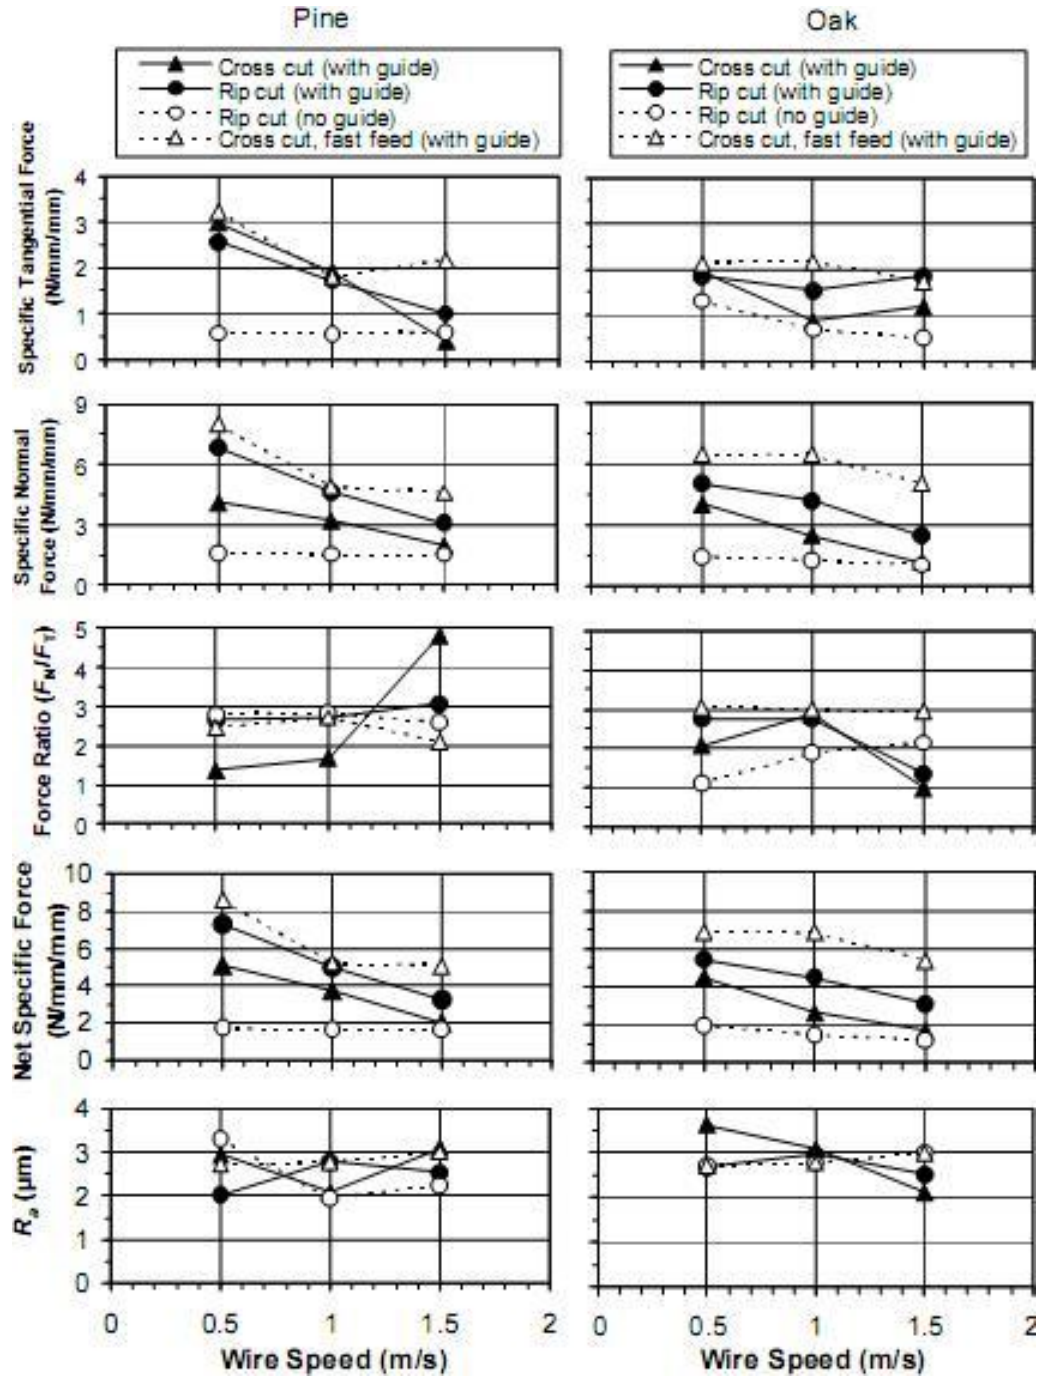 Pine
Oak
Cross cut (with guide)
Rip cut (with guide)
Rip cut (no guide)
Cross cut, fast feed (with guide)
Cross cut (with guide)
Rip cut (with guide)
Rip cut (no guide)
Cross cut, fast feed (with guide)
Specific Tangential Force
(N/mm/mm)
4
3
2
1
0
Specific Normal
Force (N/mm/mm)
9
6
3
0
Force Ratio (FN/FT)
5
4
3
2
1
0
Net Specific Force
(N/mm/mm)
10
8
6
4
2
0
Ra (µm)
4
3
2
1
0
0 0.5 1 1.5 2
Wire Speed (m/s)
0 0.5 1 1.5 2
Wire Speed (m/s)